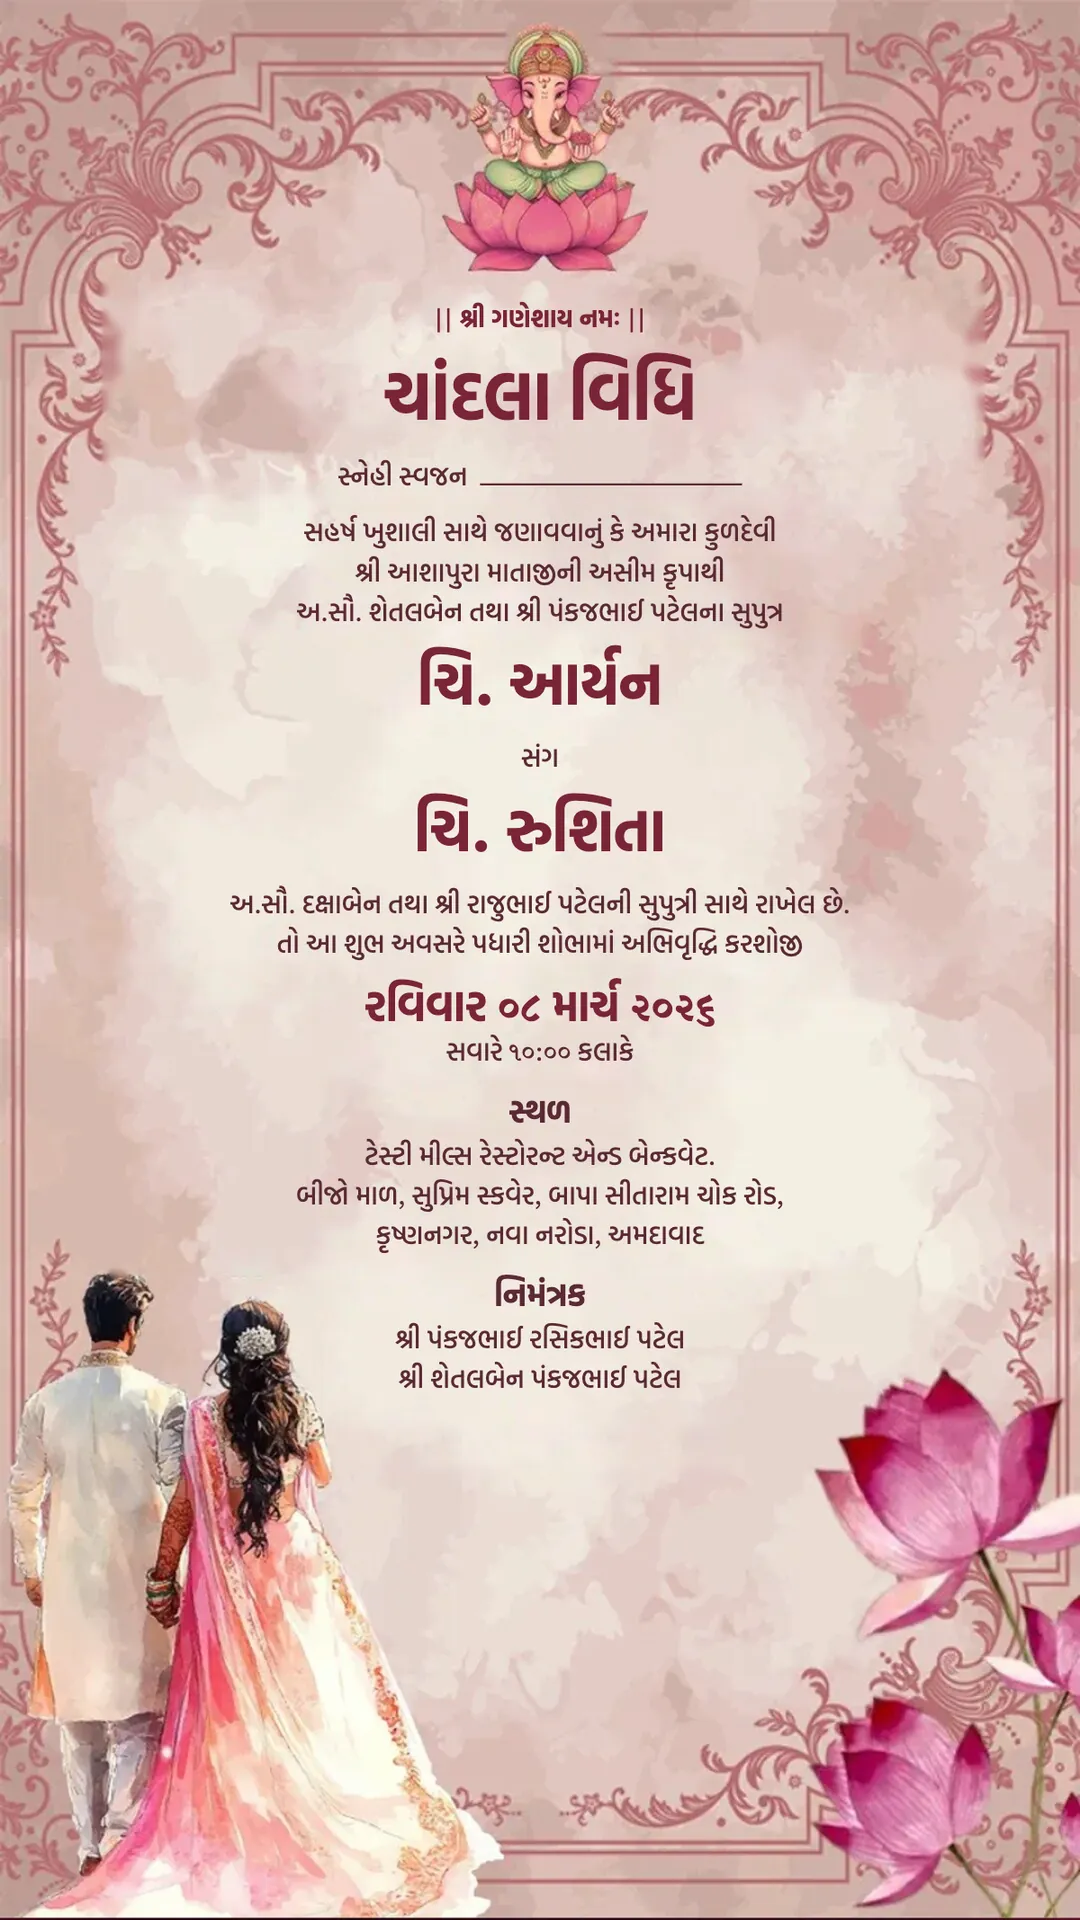 || શ્રી ગણેશાય નમઃ ||
ચાંદલા વિધિ
સ્નેહી સ્વજન ____________________
સહર્ષ ખુશાલી સાથે જણાવવાનું કે અમારા કુળદેવી
શ્રી આશાપુરા માતાજીની અસીમ કૃપાથી
અ.સૌ. શેતલબેન તથા શ્રી પંકજભાઈ પટેલના સુપુત્ર
ચિ. આર્યન
સંગ
ચિ. રુશિતા
અ.સૌ. દક્ષાબેન તથા શ્રી રાજુભાઈ પટેલની સુપુત્રી સાથે રાખેલ છે.
તો આ શુભ અવસરે પધારી શોભામાં અભિવૃદ્ધિ કરશોજી
રવિવાર ૦૮ માર્ચ ૨૦૨૬
સવારે ૧૦:૦૦ કલાકે
સ્થળ
ટેસ્ટી મીલ્સ રેસ્ટોરન્ટ એન્ડ બેન્કવેટ.
બીજો માળ, સુપ્રિમ સ્કવેર, બાપા સીતારામ ચોક રોડ,
કૃષ્ણનગર, નવા નરોડા, અમદાવાદ
નિમંત્રક
શ્રી પંકજભાઈ રસિકભાઈ પટેલ
શ્રી શેતલબેન પંકજભાઈ પટેલ